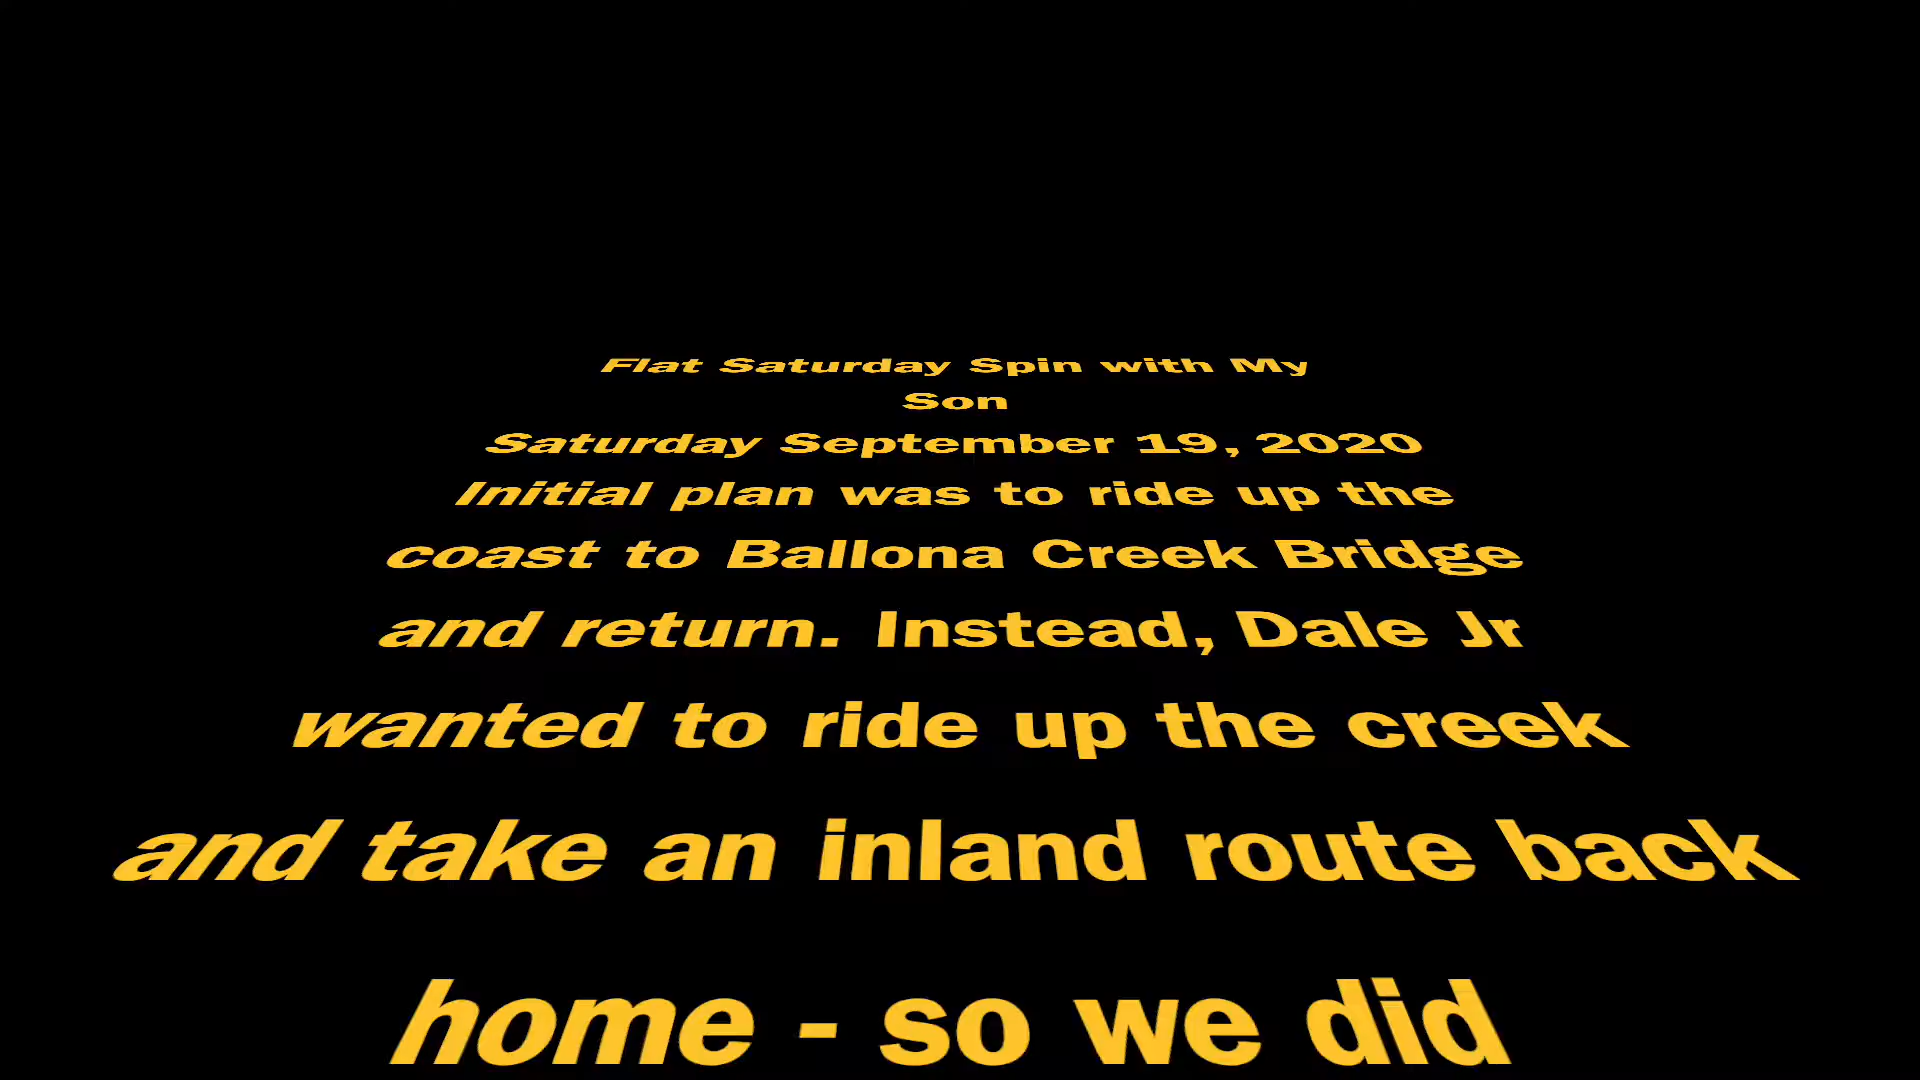 Flat Saturday Spin with My
Son
Saturday September 19, 2020
Initial plan was to ride up the
coast to Ballona Creek Bridge
and return. Instead, Dale Jr
wanted to ride up the creek
and take an inland route back
home - so we did